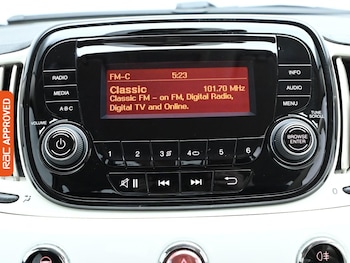 FM-C 5:23
RADIO
INFO
Classic 101.70 MHz
MEDIA
AUDIO
Classic FM – on FM, Digital Radio,
Digital TV and Online.
A-B-C
MENU
VOLUME
TUNE
SCROLL
BROWSE
ENTER
1 2 3 4 5 6
RAC APPROVED